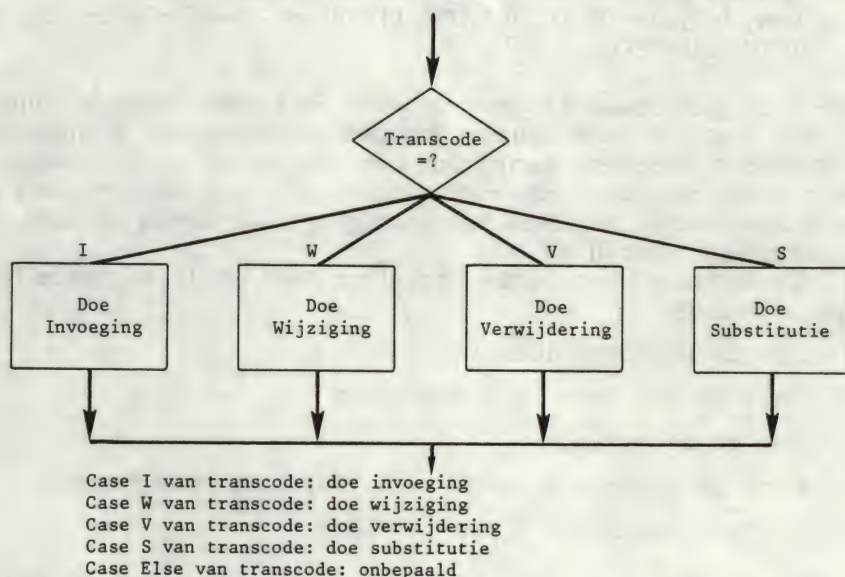 Transcode
=?
I
W
V
S
Doe
Invoeging
Doe
Wijziging
Doe
Verwijdering
Doe
Substitutie
Case I van transcode: doe invoeging
Case W van transcode: doe wijziging
Case V van transcode: doe verwijdering
Case S van transcode: doe substitutie
Case Else van transcode: onbepaald